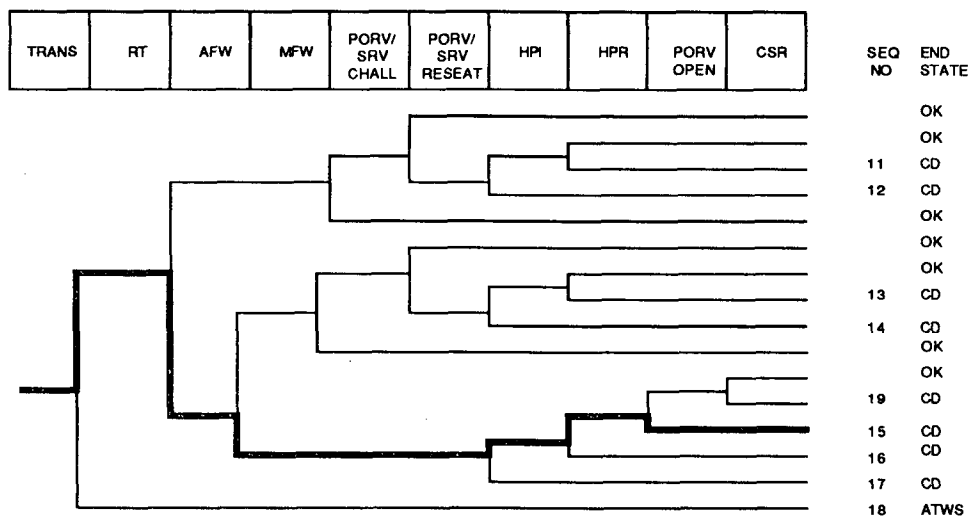 TRANS
RT
AFW
MFW
PORV/
SRV
CHALL
PORV/
SRV
RESEAT
HPI
HPR
PORV
OPEN
CSR
SEQ
NO
END
STATE
OK
OK
11 CD
12 CD
OK
OK
OK
13 CD
14 CD
OK
OK
19 CD
15 CD
16 CD
17 CD
18 ATWS